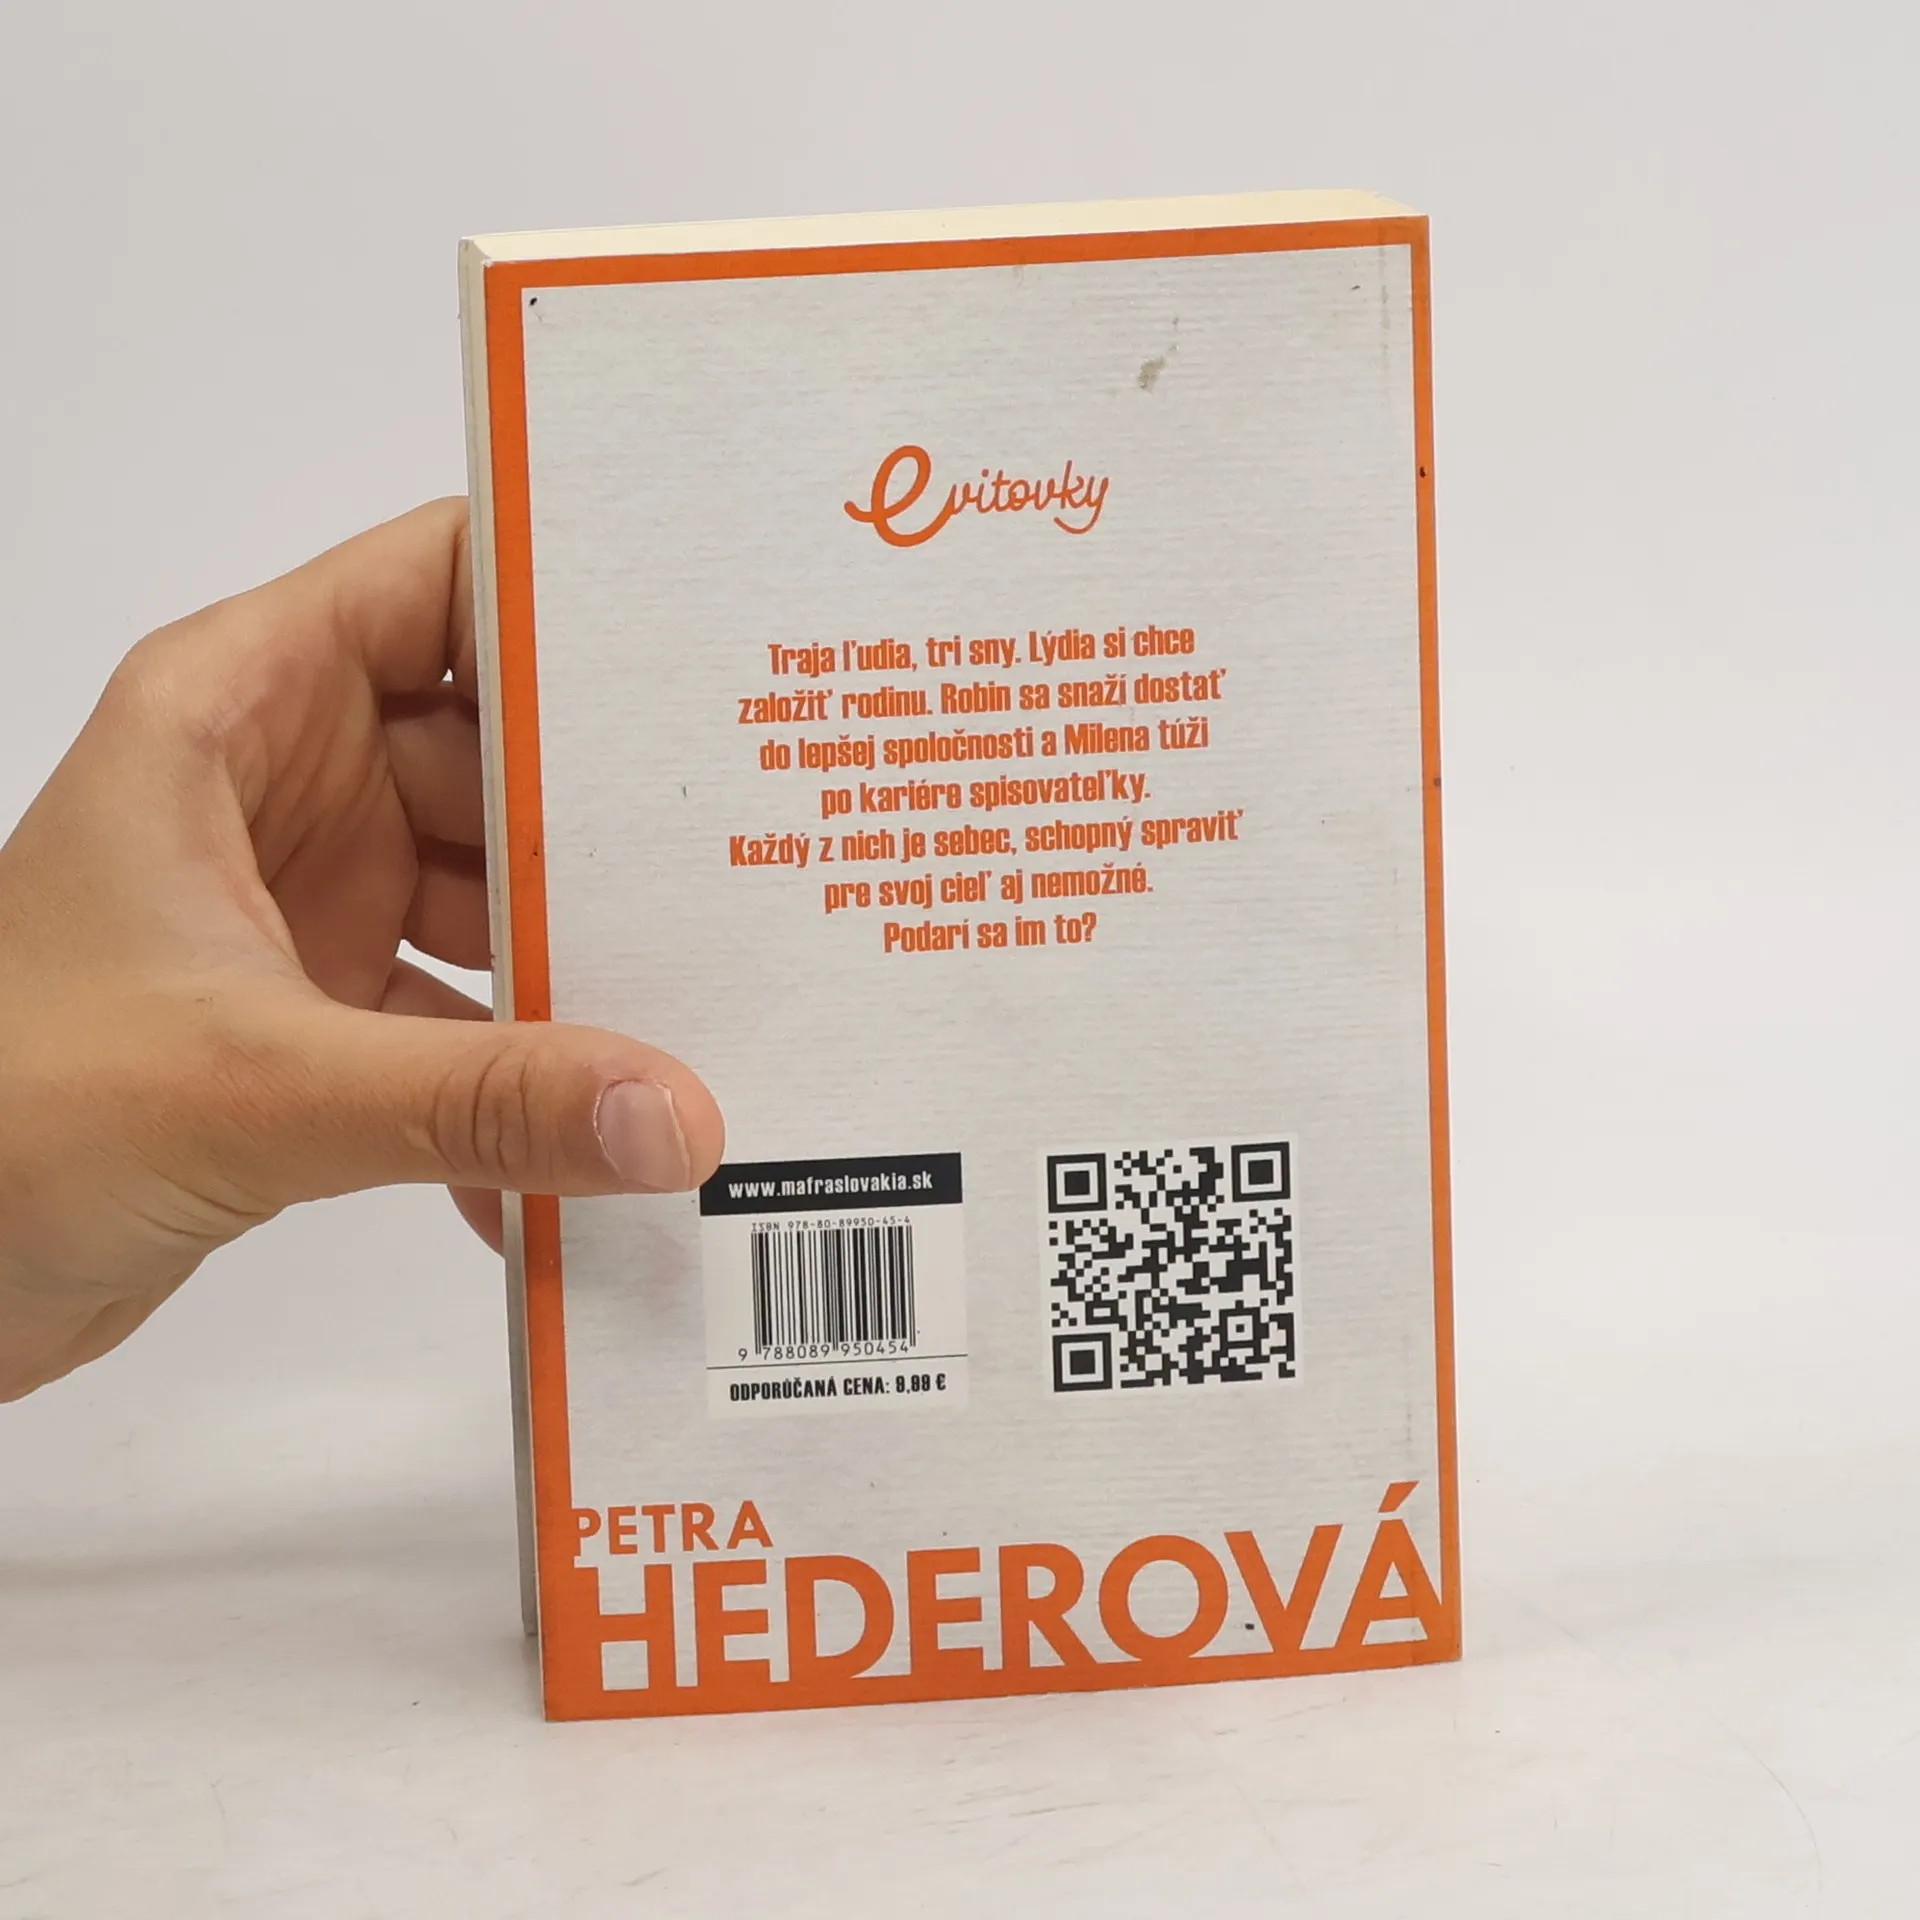 evitovky
Traja ľudia, tri sny. Lýdia si chce
založiť rodinu. Robin sa snaží dostať
do lepšej spoločnosti a Milena túži
po kariére spisovateľky.
Každý z nich je sebec, schopný spraviť
pre svoj cieľ aj nemožné.
Podarí sa im to?
www.mafraslovakia.sk
ISBN 978-80-89950-45-4
9 788089 950454
ODPORÚČANÁ CENA: 9,99 €
PETRA
HEDEROVÁ